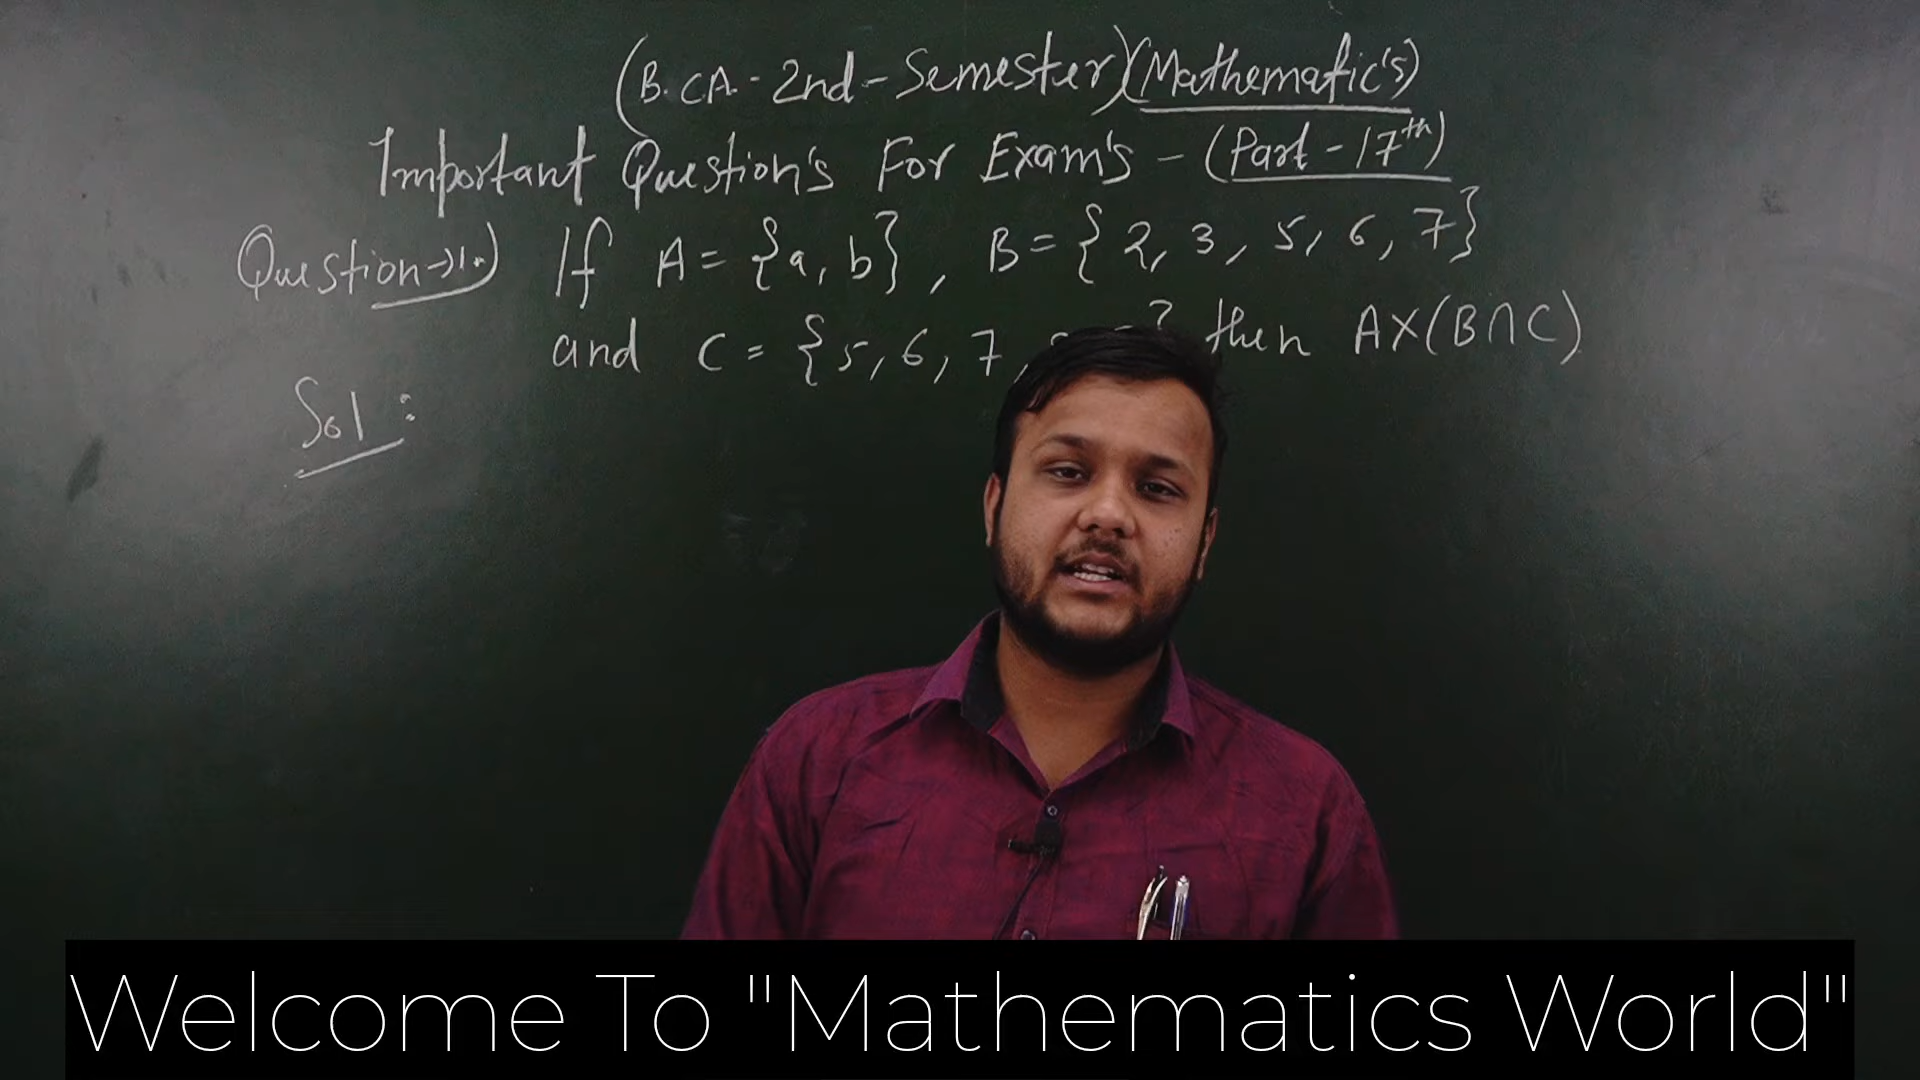 (B.CA.-2nd-Semester)(Mathematic's)
Important Question's For Exam's - (Part-17th)
Question→1.) If A = {a, b}, B = {2, 3, 5, 6, 7}
and C = {5, 6, 7, } then A×(B∩C)
Sol:
Welcome To "Mathematics World"